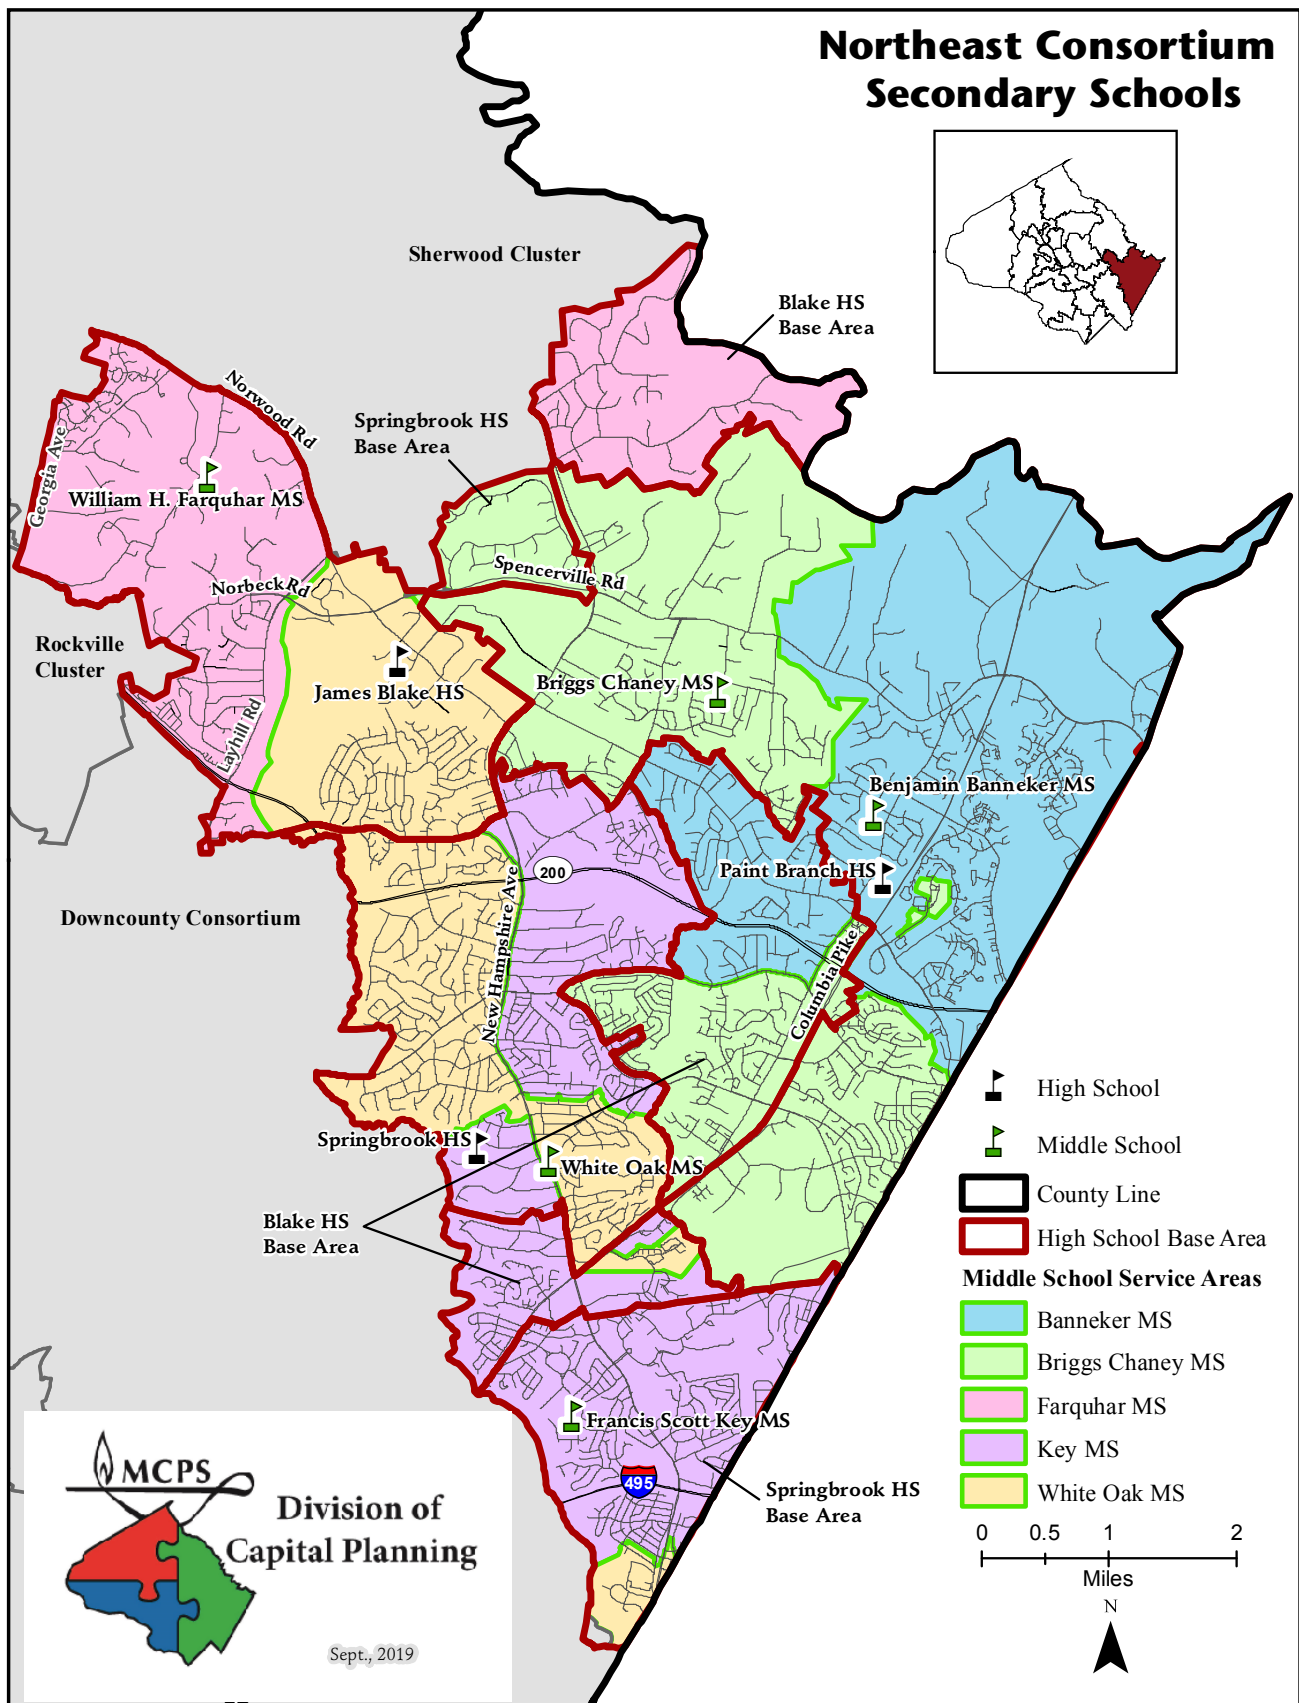 Northeast Consortium
Secondary Schools
Sherwood Cluster
Blake HS
Base Area
Norwood Rd
Springbrook HS
Base Area
Georgia Ave
William H. Farquhar MS
Spencerville Rd
Norbeck Rd
Rockville
Cluster
James Blake HS
Briggs Chaney MS
Layhill Rd
Benjamin Banneker MS
Paint Branch HS
200
New Hampshire Ave
Downcounty Consortium
Columbia Pike
Springbrook HS
White Oak MS
Blake HS
Base Area
Francis Scott Key MS
495
Springbrook HS
Base Area
High School
Middle School
County Line
High School Base Area
Middle School Service Areas
Banneker MS
Briggs Chaney MS
Farquhar MS
Key MS
White Oak MS
0 0.5 1 2
Miles
N
MCPS
Division of
Capital Planning
Sept., 2019